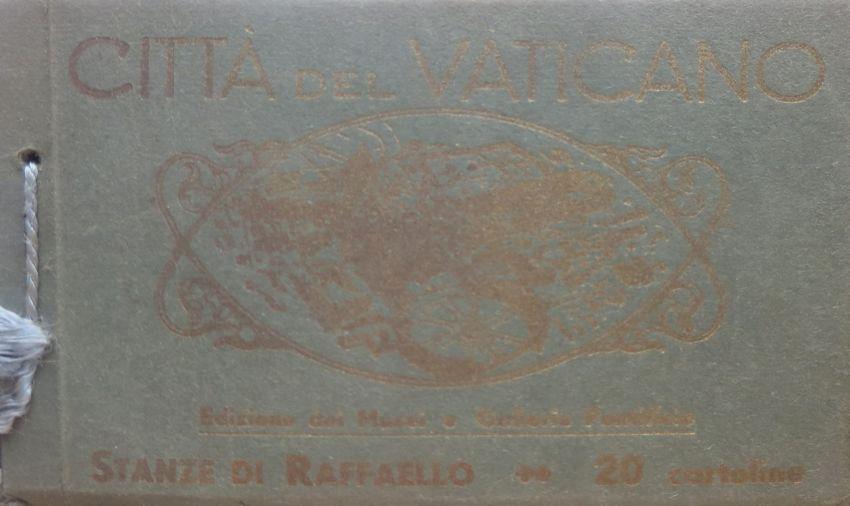 CITTÀ DEL VATICANO
Edizione dei Musei e Gallerie Pontificie
STANZE DI RAFFAELLO 20 cartoline